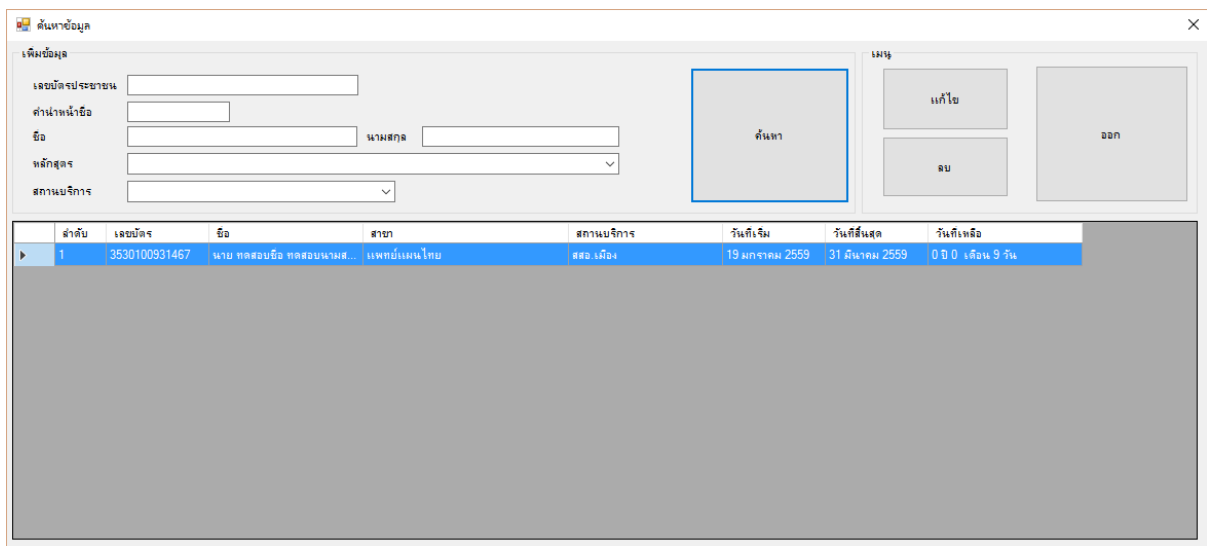 ค้นหาข้อมูล
เพิ่มข้อมูล
เลขบัตรประชาชน
คำนำหน้าชื่อ
ชื่อ
นามสกุล
หลักสูตร
สถานบริการ
ค้นหา
เมนู
แก้ไข
ลบ
ออก
ลำดับ เลขบัตร ชื่อ สาขา สถานบริการ วันที่เริ่ม วันที่สิ้นสุด วันที่เหลือ
1 3530100931467 นาย ทดสอบชื่อ ทดสอบนามส... แพทย์แผนไทย สสอ.เมือง 19 มกราคม 2559 31 มีนาคม 2559 0 ปี 0 เดือน 9 วัน